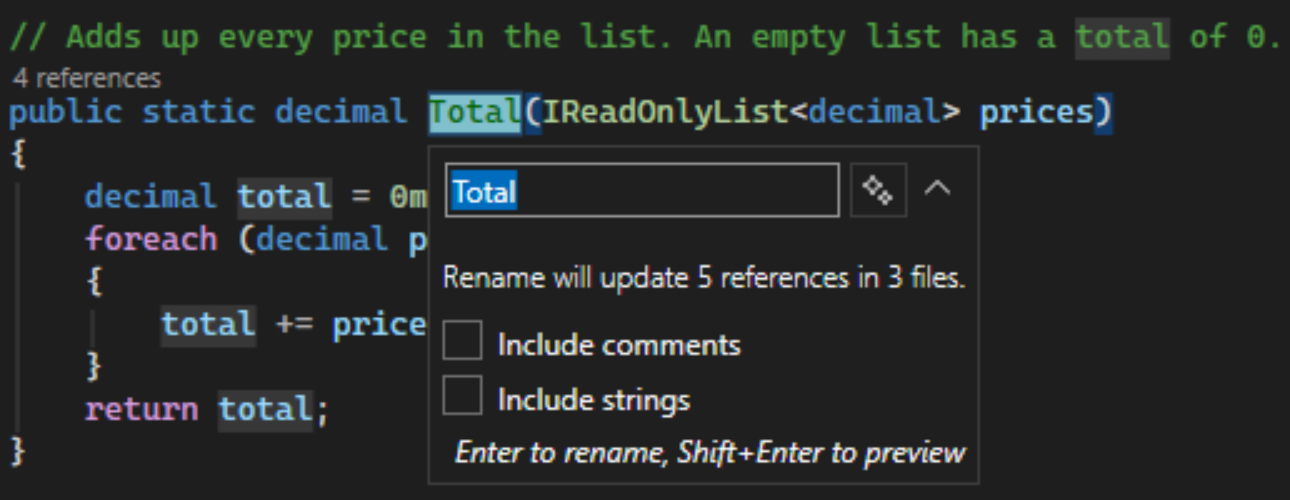 // Adds up every price in the list. An empty list has a total of 0.
4 references
public static decimal Total(IReadOnlyList<decimal> prices)
{
decimal total = 0m
Total
foreach (decimal p
{
Rename will update 5 references in 3 files.
total += price
Include comments
}
Include strings
return total;
}
Enter to rename, Shift+Enter to preview